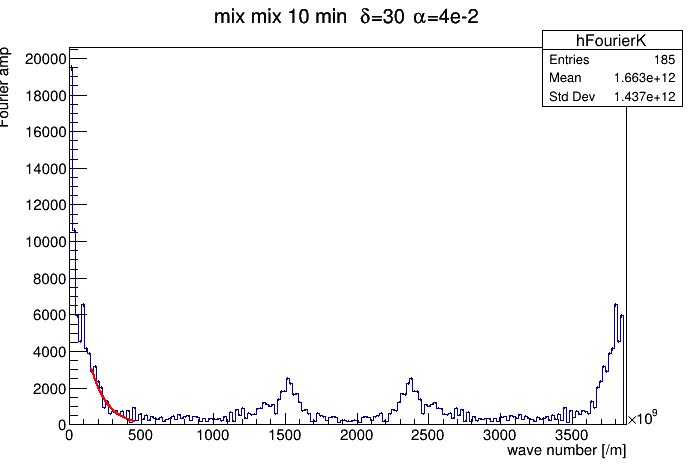 mix mix 10 min δ=30 α=4e-2
hFourierK
Entries 185
Mean 1.663e+12
Std Dev 1.437e+12
Fourier amp
20000
18000
16000
14000
12000
10000
8000
6000
4000
2000
0
0 500 1000 1500 2000 2500 3000 3500
×10⁹
wave number [/m]